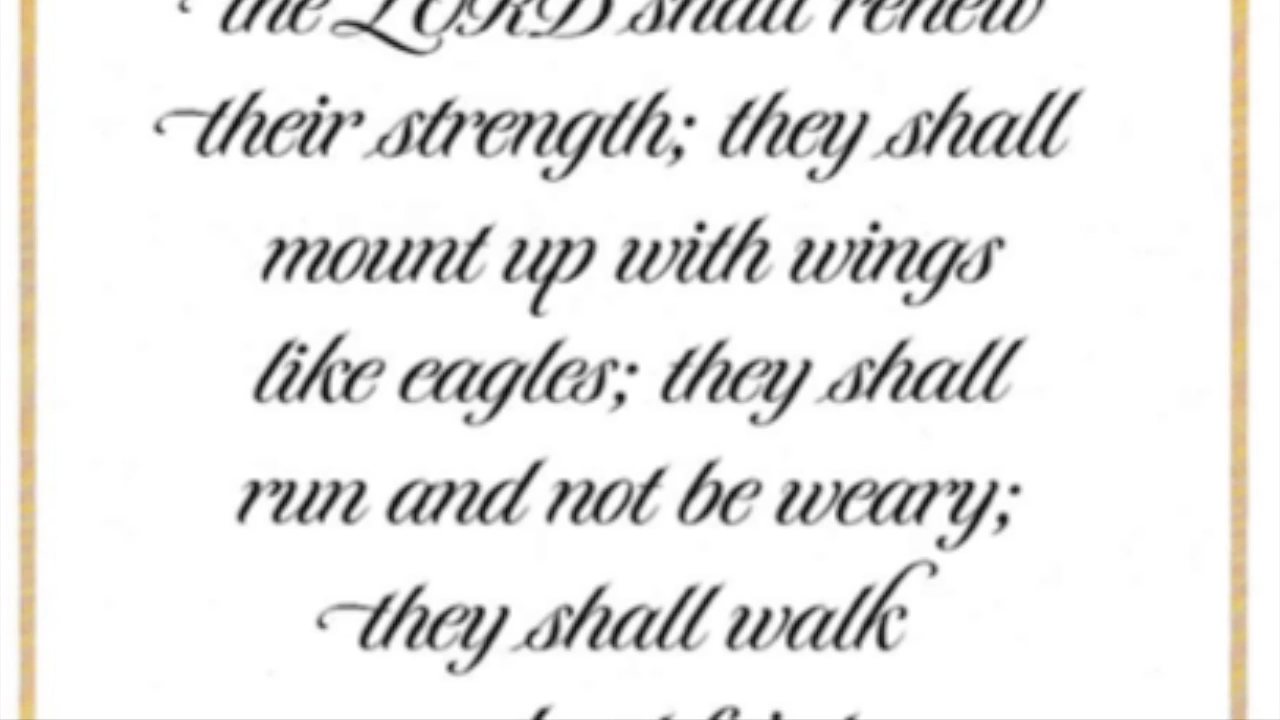 the LORD shall renew
their strength; they shall
mount up with wings
like eagles; they shall
run and not be weary;
they shall walk